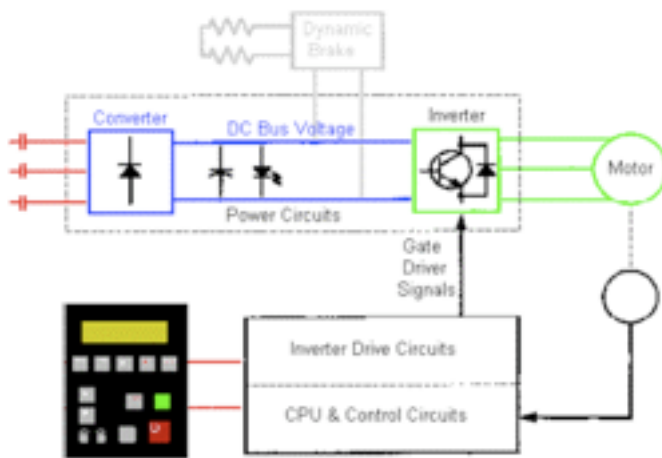 Dynamic
Brake
Converter
DC Bus Voltage
Inverter
Motor
Power Circuits
Gate
Driver
Signals
Inverter Drive Circuits
CPU & Control Circuits